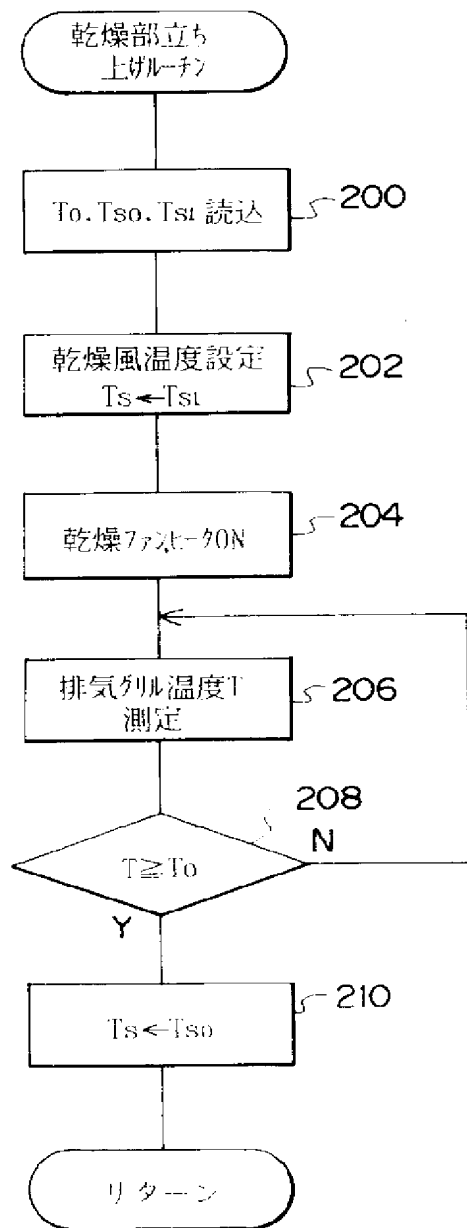 乾燥部立ち
上げルーチン
To.Tso.Ts1 読込
200
乾燥風温度設定
Ts←Ts1
202
乾燥ファン,ヒータON
204
排気グリル温度T
測定
206
208
T≧To
N
Y
Ts←Tso
210
リターン